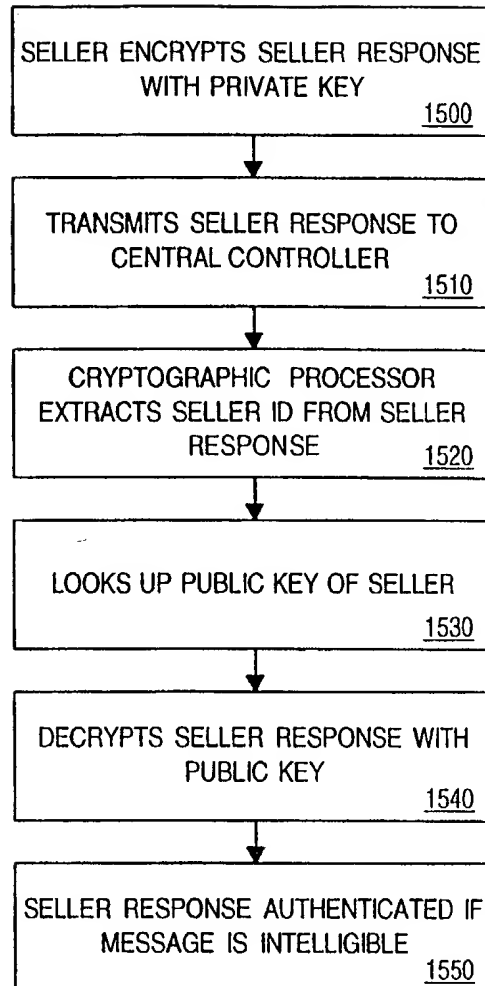 SELLER ENCRYPTS SELLER RESPONSE
WITH PRIVATE KEY
1500
TRANSMITS SELLER RESPONSE TO
CENTRAL CONTROLLER
1510
CRYPTOGRAPHIC PROCESSOR
EXTRACTS SELLER ID FROM SELLER
RESPONSE
1520
LOOKS UP PUBLIC KEY OF SELLER
1530
DECRYPTS SELLER RESPONSE WITH
PUBLIC KEY
1540
SELLER RESPONSE AUTHENTICATED IF
MESSAGE IS INTELLIGIBLE
1550